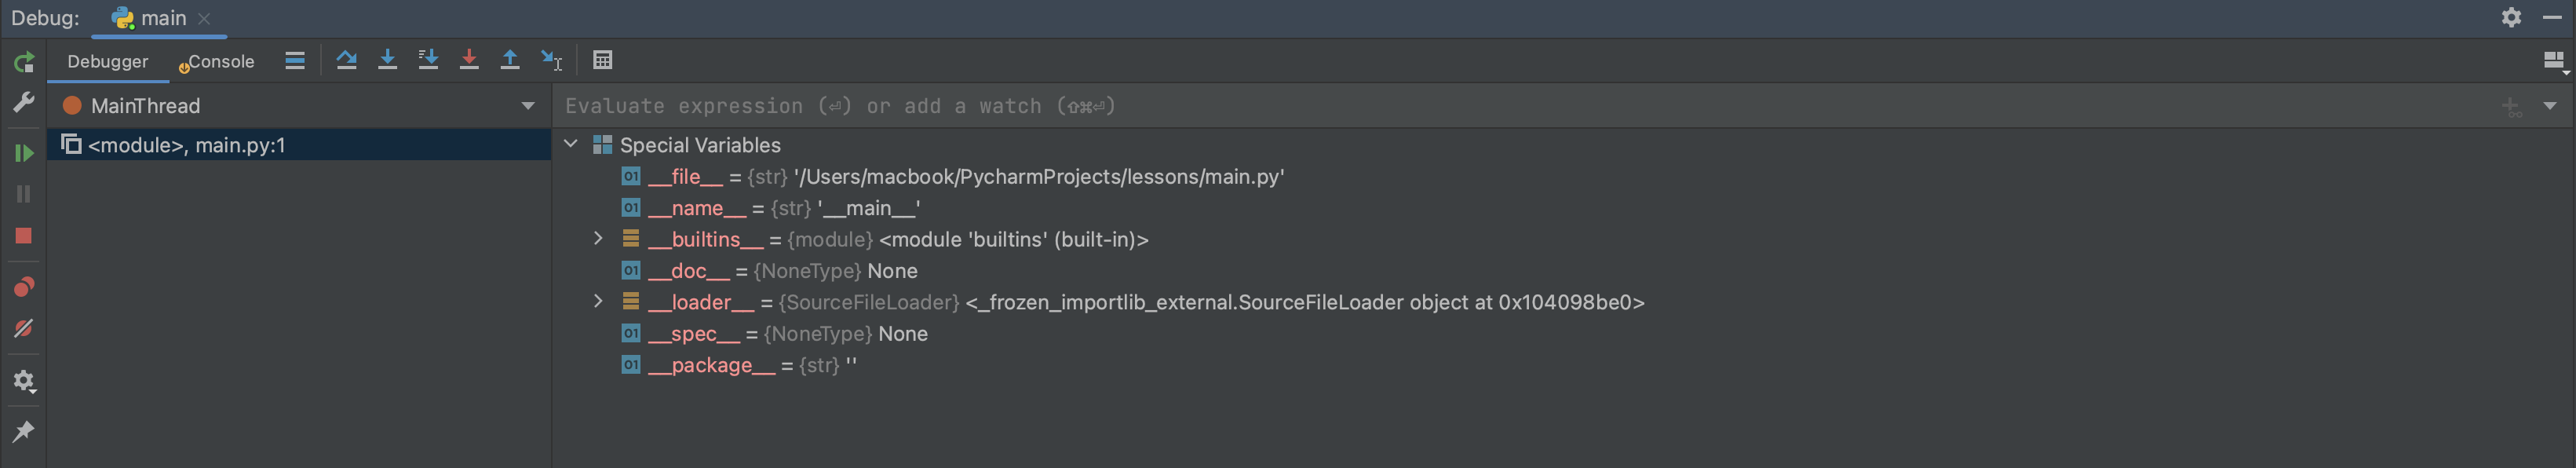 Debug: main
Debugger Console
MainThread
Evaluate expression (⏎) or add a watch (⇧⌘⏎)
<module>, main.py:1
Special Variables
01 __file__ = {str} '/Users/macbook/PycharmProjects/lessons/main.py'
01 __name__ = {str} '__main__'
__builtins__ = {module} <module 'builtins' (built-in)>
01 __doc__ = {NoneType} None
__loader__ = {SourceFileLoader} <_frozen_importlib_external.SourceFileLoader object at 0x104098be0>
01 __spec__ = {NoneType} None
01 __package__ = {str} ''